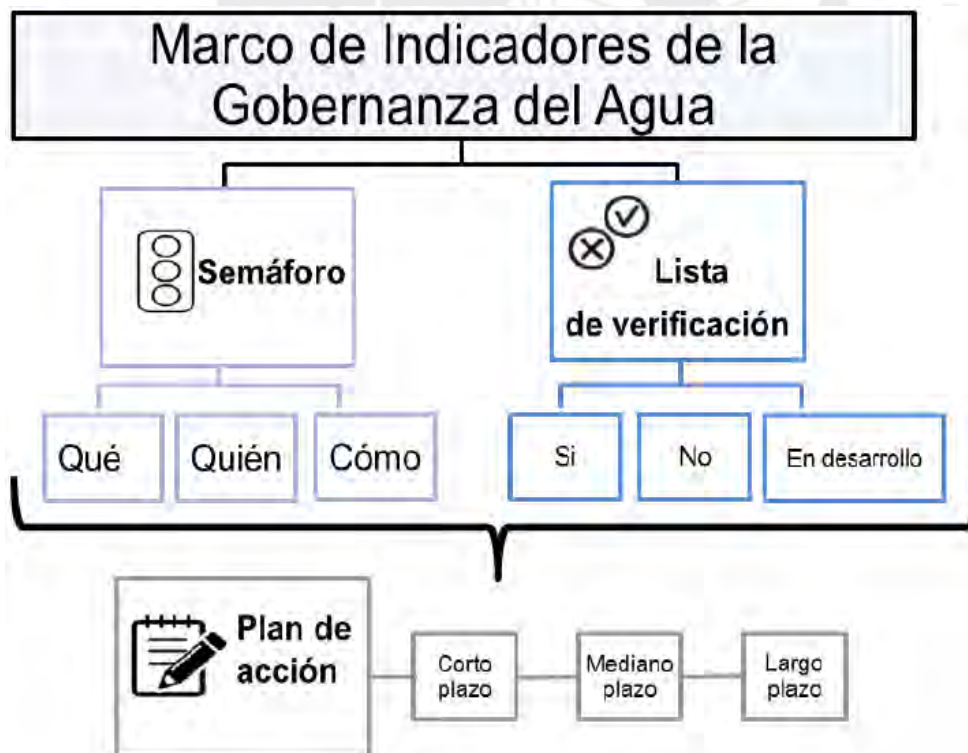 Marco de Indicadores de la
Gobernanza del Agua
Semáforo
Lista
de verificación
Qué
Quién
Cómo
Si
No
En desarrollo
Plan de
acción
Corto
plazo
Mediano
plazo
Largo
plazo